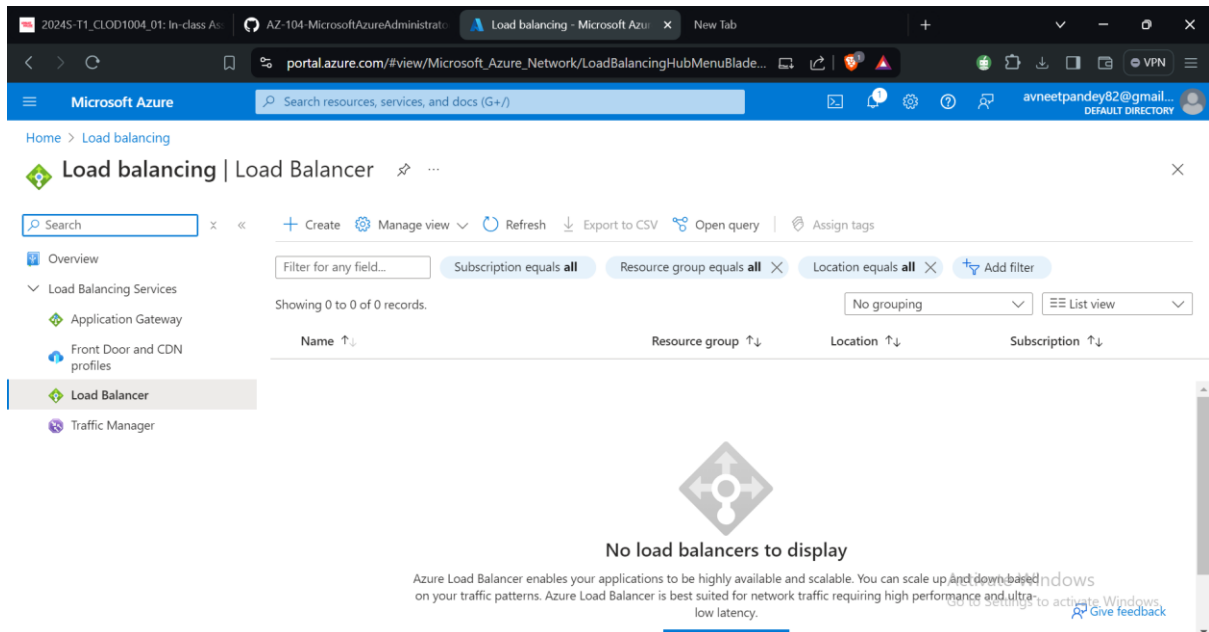 2024S-T1_CLOD1004_01: In-class As
AZ-104-MicrosoftAzureAdministrato
Load balancing - Microsoft Azur
New Tab
portal.azure.com/#view/Microsoft_Azure_Network/LoadBalancingHubMenuBlade...
VPN
Microsoft Azure
Search resources, services, and docs (G+/)
1
avneetpandey82@gmail...
DEFAULT DIRECTORY
Home > Load balancing
Load balancing | Load Balancer
Search
Create
Manage view
Refresh
Export to CSV
Open query
Assign tags
Overview
Load Balancing Services
Application Gateway
Front Door and CDN
profiles
Load Balancer
Traffic Manager
Filter for any field...
Subscription equals all
Resource group equals all
Location equals all
Add filter
Showing 0 to 0 of 0 records.
No grouping
List view
Name
Resource group
Location
Subscription
No load balancers to display
Azure Load Balancer enables your applications to be highly available and scalable. You can scale up and down based
on your traffic patterns. Azure Load Balancer is best suited for network traffic requiring high performance and ultra-
low latency.
Activate Windows
Go to Settings to activate Windows.
Give feedback